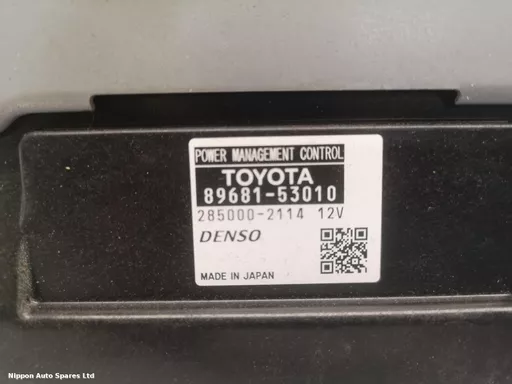 POWER MANAGEMENT CONTROL
TOYOTA
89681-53010
285000-2114 12V
DENSO
MADE IN JAPAN
Nippon Auto Spares Ltd